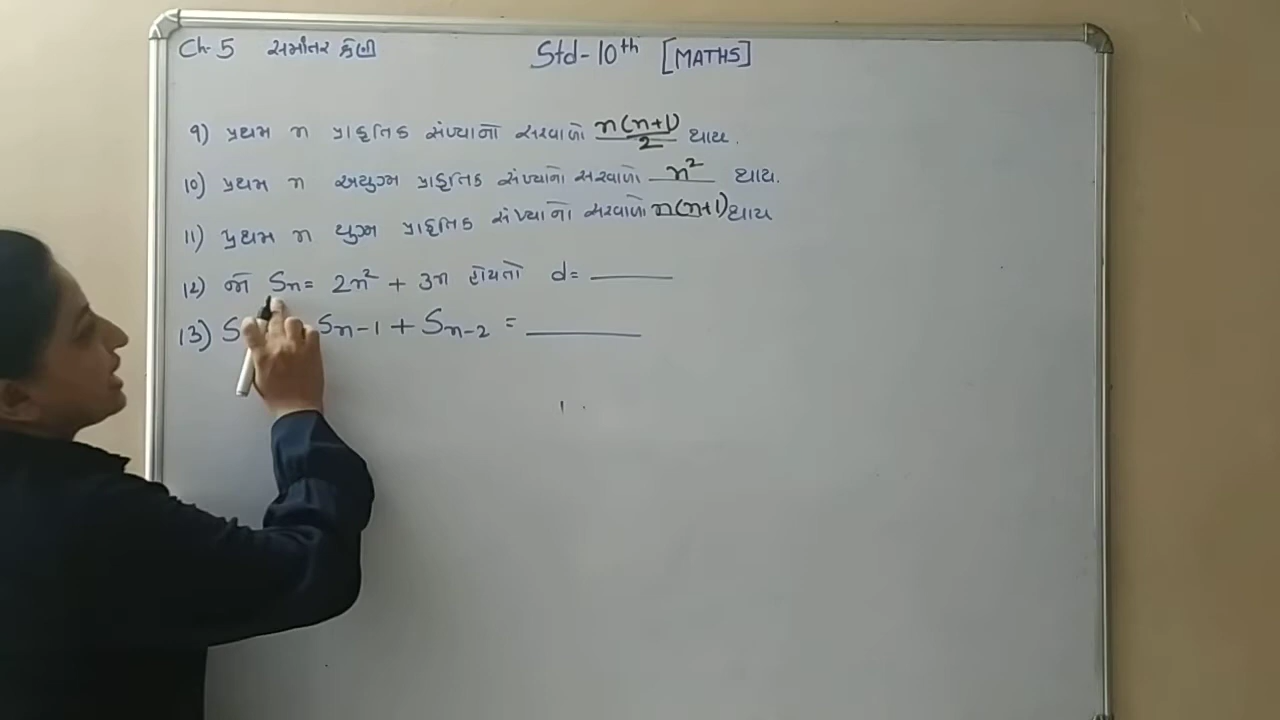 Ch-5 સમાંતર શ્રેણી Std-10th [MATHS]
9) પ્રથમ n પ્રાકૃતિક સંખ્યાનો સરવાળો n(n+1)/2 થાય.
10) પ્રથમ n અયુગ્મ પ્રાકૃતિક સંખ્યાનો સરવાળો n² થાય.
11) પ્રથમ n યુગ્મ પ્રાકૃતિક સંખ્યાનો સરવાળો n(n+1) થાય
12) જો Sn= 2n² + 3n હોયતો d= ______
13) S Sn-1 + Sn-2 = ______